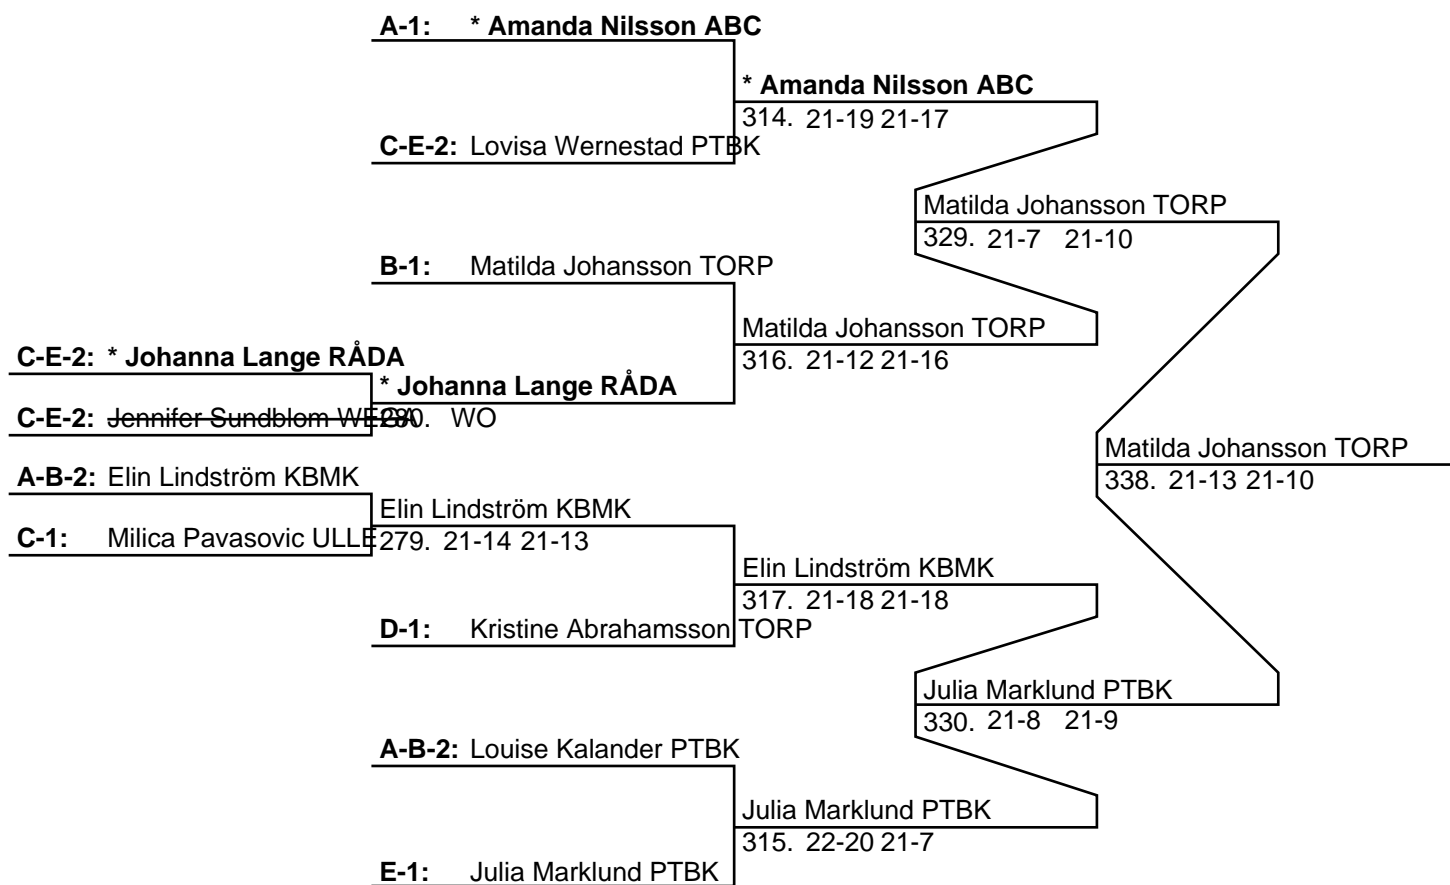 A-1: * Amanda Nilsson ABC
* Amanda Nilsson ABC
314. 21-19 21-17
C-E-2: Lovisa Wernestad PTBK
Matilda Johansson TORP
329. 21-7 21-10
B-1: Matilda Johansson TORP
Matilda Johansson TORP
316. 21-12 21-16
C-E-2: * Johanna Lange RÅDA
* Johanna Lange RÅDA
C-E-2: Jennifer Sundblom WEGA
280. WO
Matilda Johansson TORP
338. 21-13 21-10
A-B-2: Elin Lindström KBMK
Elin Lindström KBMK
C-1: Milica Pavasovic ULLE
279. 21-14 21-13
Elin Lindström KBMK
317. 21-18 21-18
D-1: Kristine Abrahamsson TORP
Julia Marklund PTBK
330. 21-8 21-9
A-B-2: Louise Kalander PTBK
Julia Marklund PTBK
315. 22-20 21-7
E-1: Julia Marklund PTBK